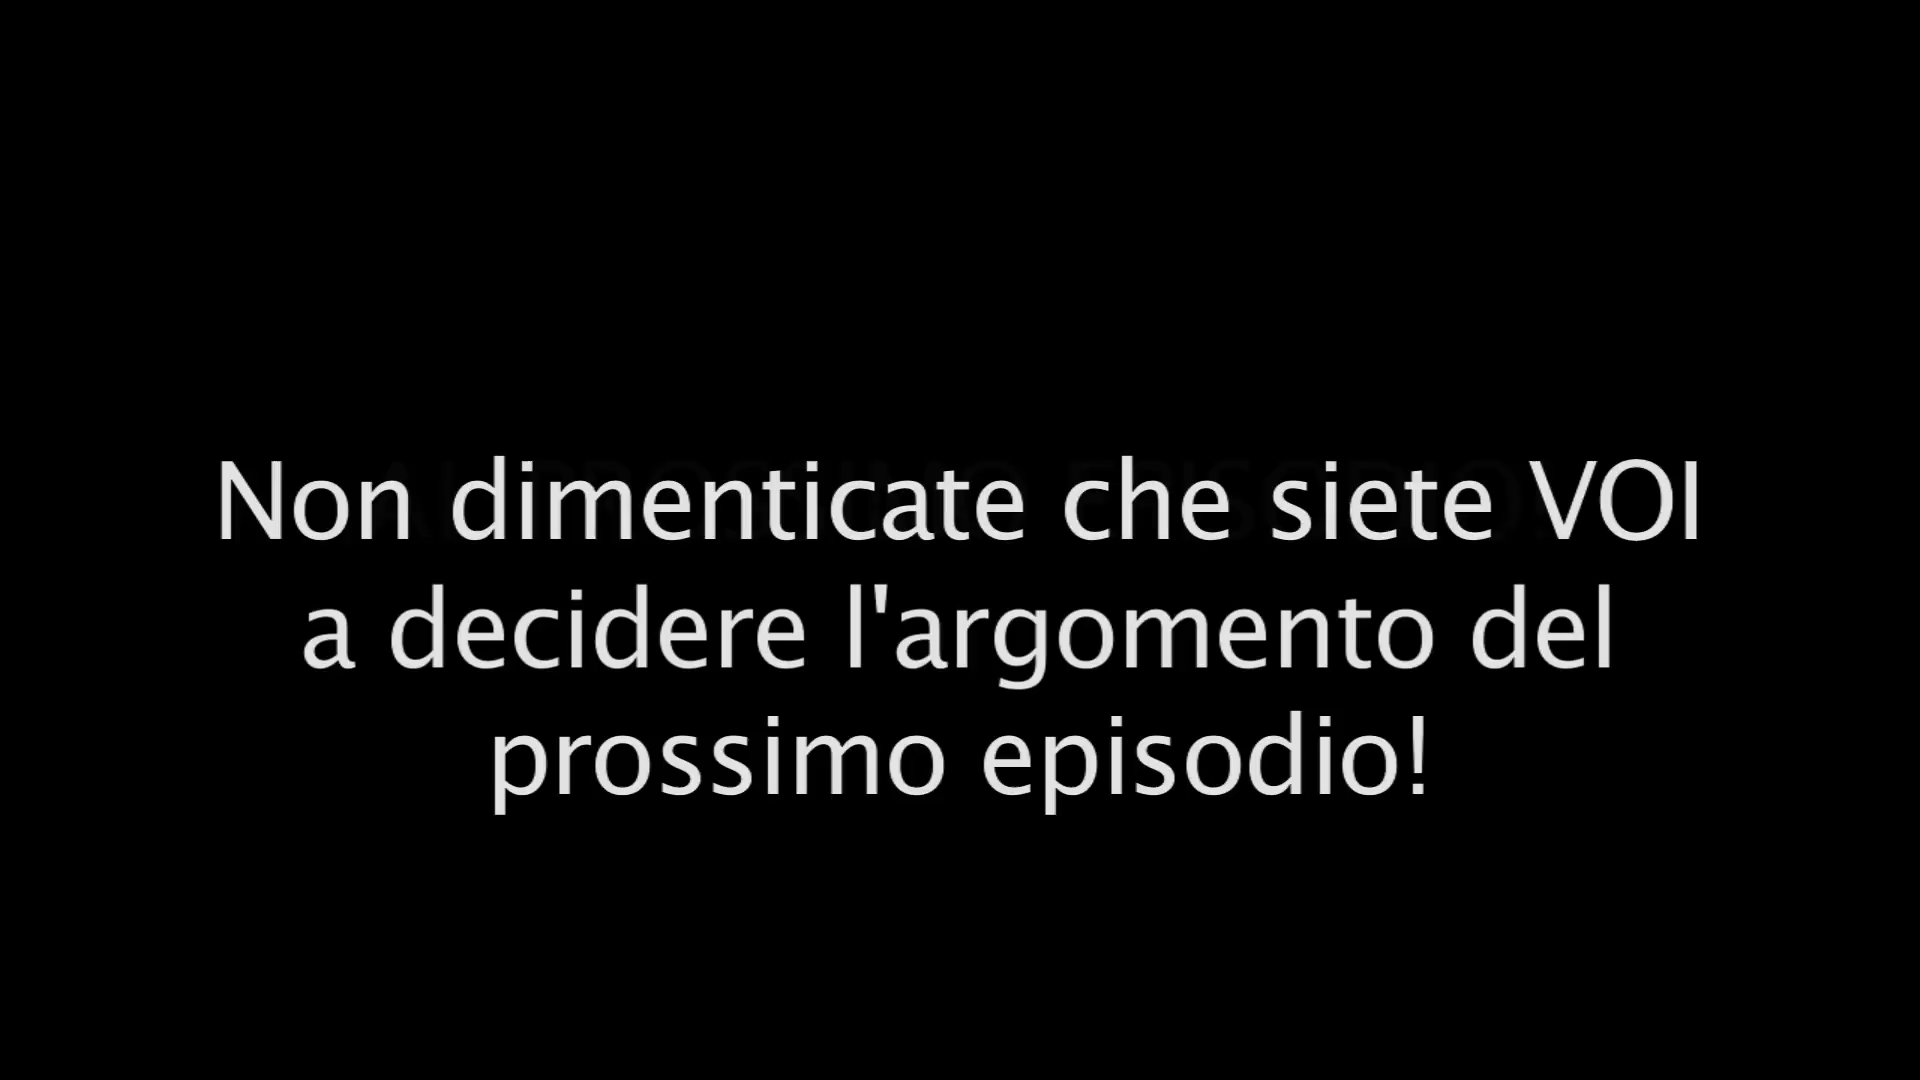 Non dimenticate che siete VOI
a decidere l'argomento del
prossimo episodio!